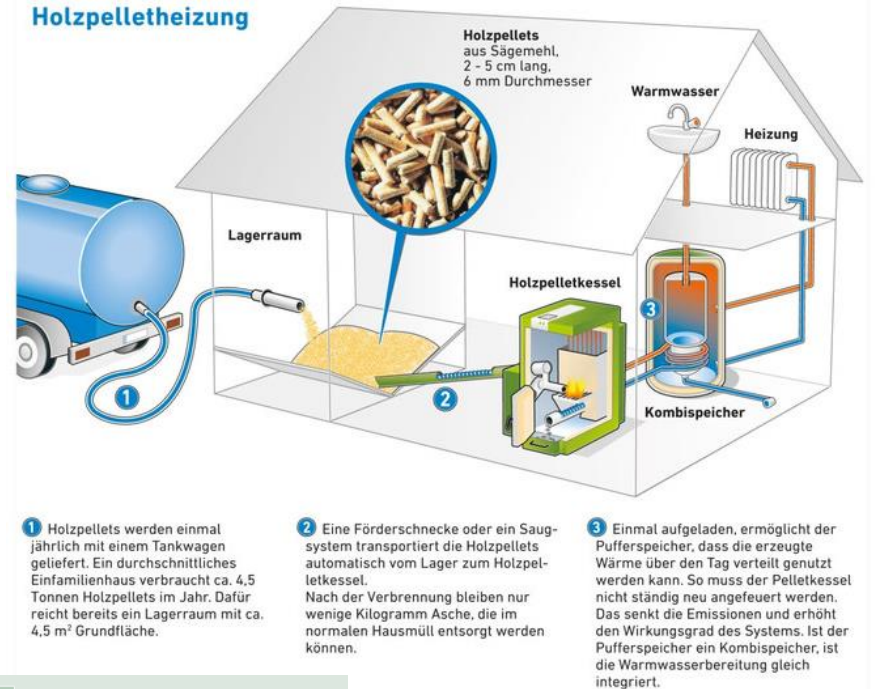 Holzpelletheizung
Holzpellets
aus Sägemehl,
2 - 5 cm lang,
6 mm Durchmesser
Warmwasser
Heizung
Lagerraum
Holzpelletkessel
3
1
2
Kombispeicher
1 Holzpellets werden einmal
jährlich mit einem Tankwagen
geliefert. Ein durchschnittliches
Einfamilienhaus verbraucht ca. 4,5
Tonnen Holzpellets im Jahr. Dafür
reicht bereits ein Lagerraum mit ca.
4,5 m² Grundfläche.
2 Eine Förderschnecke oder ein Saug-
system transportiert die Holzpellets
automatisch vom Lager zum Holzpel-
letkessel.
Nach der Verbrennung bleiben nur
wenige Kilogramm Asche, die im
normalen Hausmüll entsorgt werden
können.
3 Einmal aufgeladen, ermöglicht der
Pufferspeicher, dass die erzeugte
Wärme über den Tag verteilt genutzt
werden kann. So muss der Pelletkessel
nicht ständig neu angefeuert werden.
Das senkt die Emissionen und erhöht
den Wirkungsgrad des Systems. Ist der
Pufferspeicher ein Kombispeicher, ist
die Warmwasserbereitung gleich
integriert.